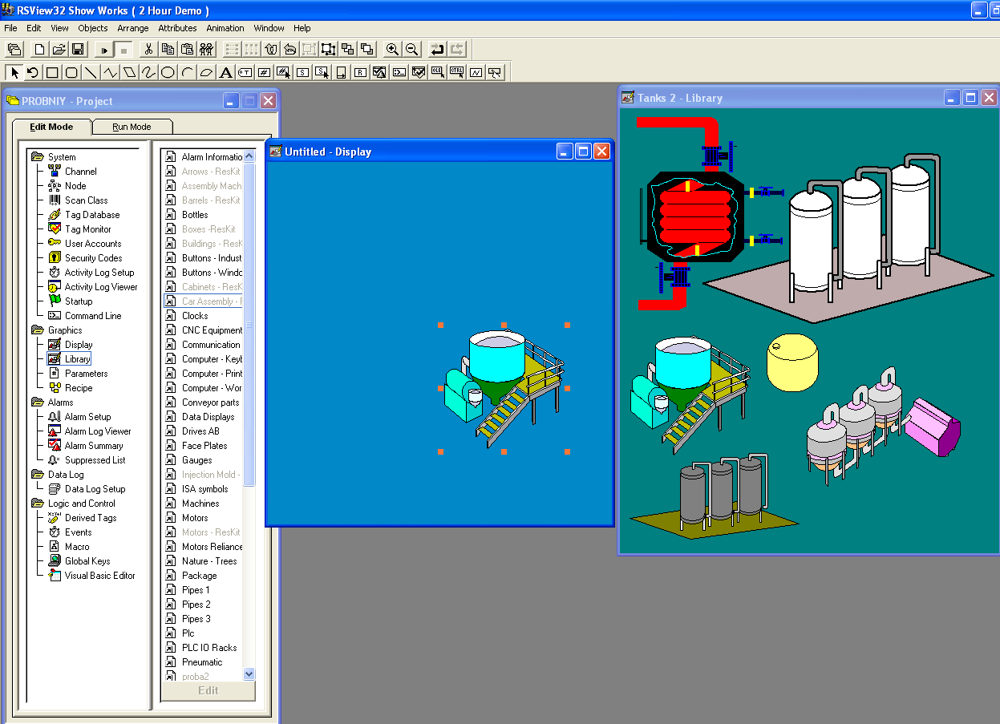 RSView32 Show Works ( 2 Hour Demo )
File Edit View Objects Arrange Attributes Animation Window Help
PROBNIY - Project
Edit Mode
Run Mode
System
Channel
Node
Scan Class
Tag Database
Tag Monitor
User Accounts
Security Codes
Activity Log Setup
Activity Log Viewer
Startup
Command Line
Graphics
Display
Library
Parameters
Recipe
Alarms
Alarm Setup
Alarm Log Viewer
Alarm Summary
Suppressed List
Data Log
Data Log Setup
Logic and Control
Derived Tags
Events
Macro
Global Keys
Visual Basic Editor
Alarm Informatio
Arrows - ResKit
Assembly Mach
Barrels - ResKit
Bottles
Boxes -ResKit
Buildings - ResK
Buttons - Indust
Buttons - Windo
Cabinets - ResK
Car Assembly - R
Clocks
CNC Equipment
Communication
Computer - Keyb
Computer - Print
Computer - Wor
Conveyor parts
Data Displays
Drives AB
Face Plates
Gauges
Injection Mold -
ISA symbols
Machines
Motors
Motors - ResKit
Motors Reliance
Nature - Trees
Package
Pipes 1
Pipes 2
Pipes 3
Plc
PLC IO Racks
Pneumatic
proba2
Edit
Untitled - Display
Tanks 2 - Library